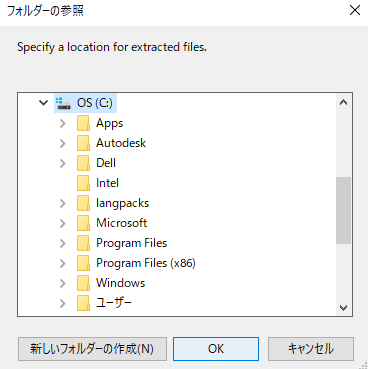 フォルダーの参照
Specify a location for extracted files.
OS (C:)
Apps
Autodesk
Dell
Intel
langpacks
Microsoft
Program Files
Program Files (x86)
Windows
ユーザー
新しいフォルダーの作成(N)
OK
キャンセル